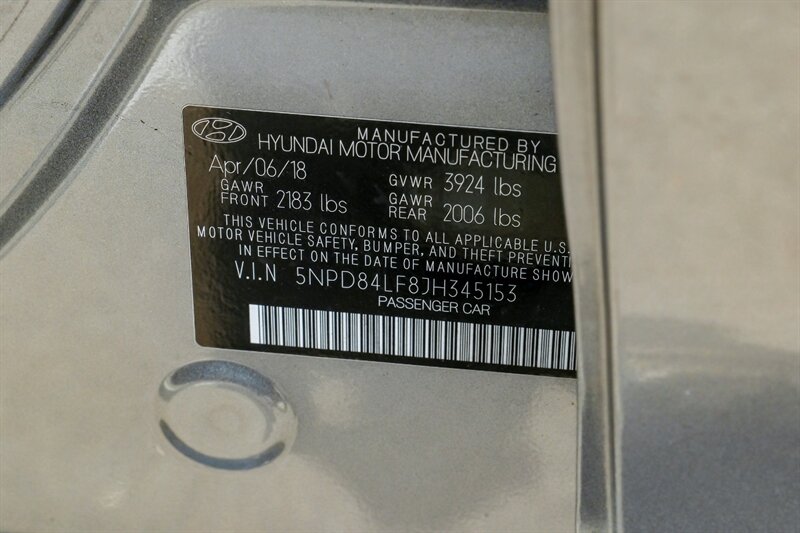 MANUFACTURED BY
HYUNDAI MOTOR MANUFACTURING
Apr/06/18
GVWR 3924 lbs
GAWR FRONT 2183 lbs
GAWR REAR 2006 lbs
THIS VEHICLE CONFORMS TO ALL APPLICABLE U.S.
MOTOR VEHICLE SAFETY, BUMPER, AND THEFT PREVENTI
IN EFFECT ON THE DATE OF MANUFACTURE SHOW
V.I.N 5NPD84LF8JH345153
PASSENGER CAR